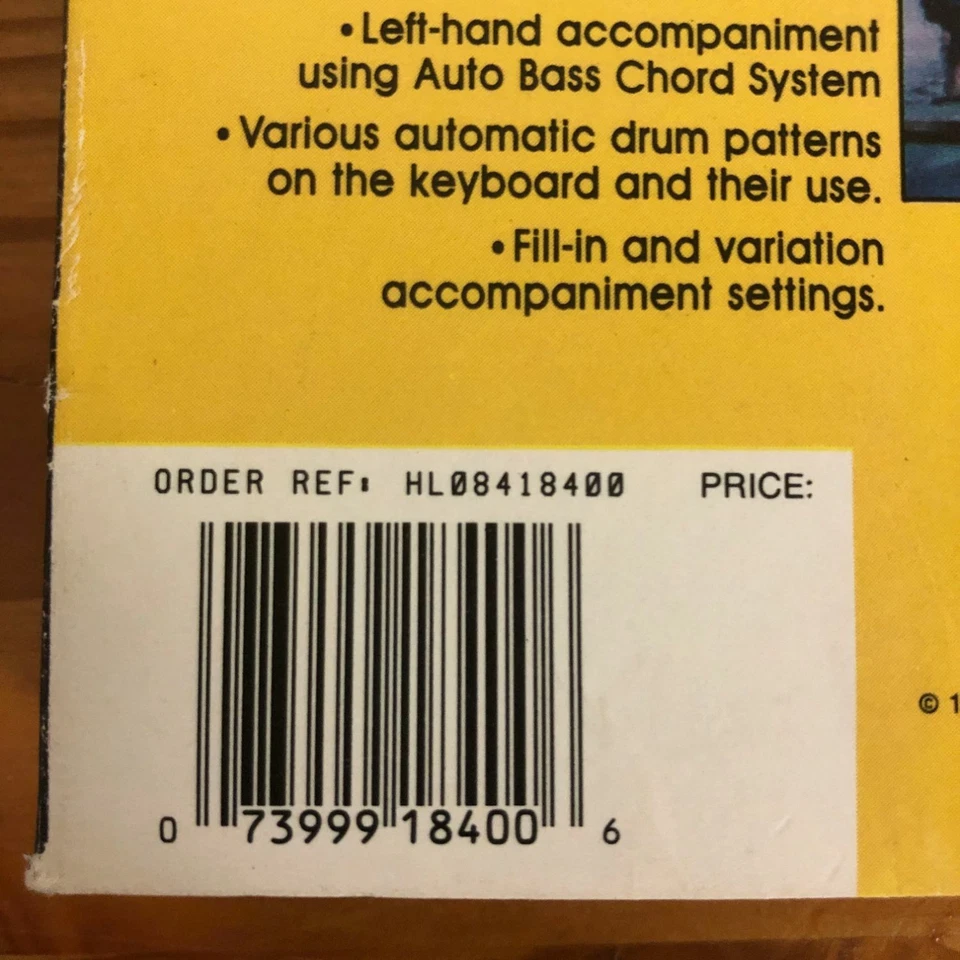 • Left-hand accompaniment
using Auto Bass Chord System
• Various automatic drum patterns
on the keyboard and their use.
• Fill-in and variation
accompaniment settings.
ORDER REF: HL08418400 PRICE:
© 1
0 73999 18400 6